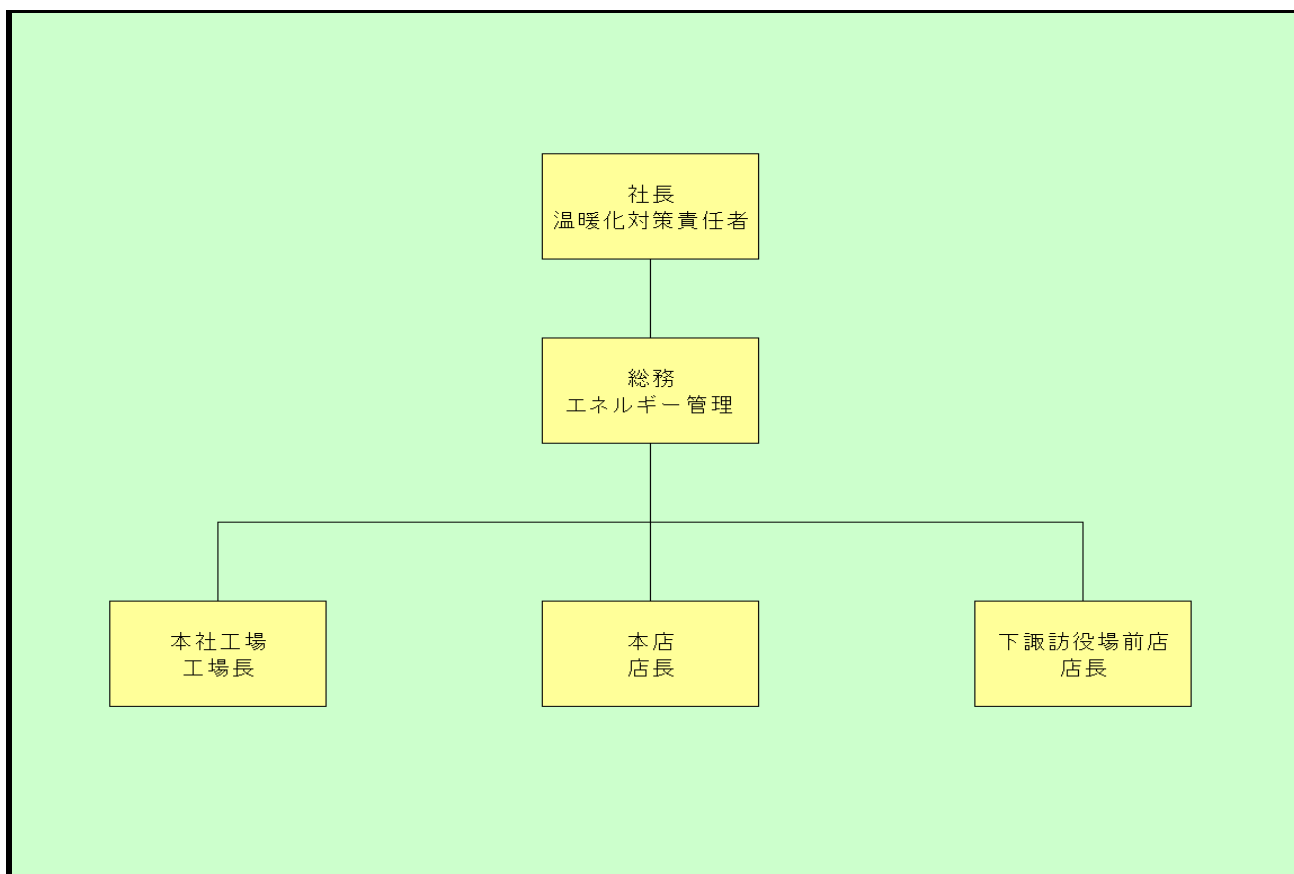 社長
温暖化対策責任者
総務
エネルギー管理
本社工場
工場長
本店
店長
下諏訪役場前店
店長